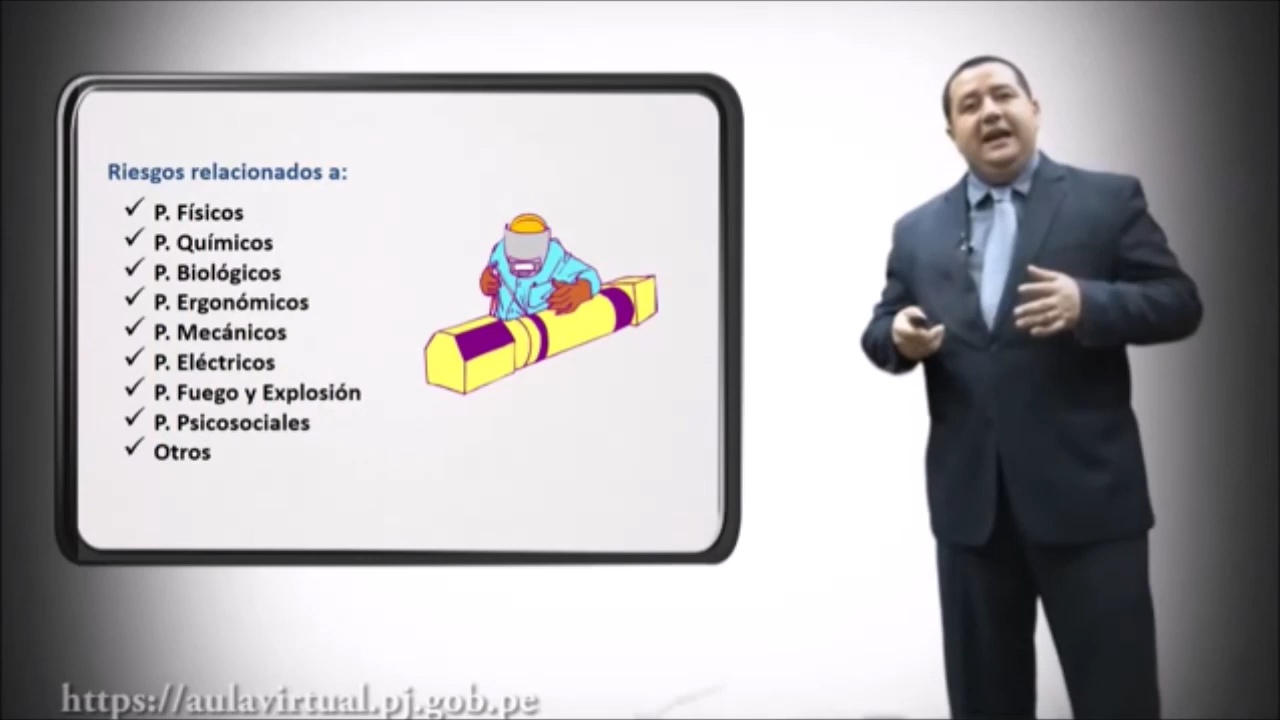 Riesgos relacionados a:
✓ P. Físicos
✓ P. Químicos
✓ P. Biológicos
✓ P. Ergonómicos
✓ P. Mecánicos
✓ P. Eléctricos
✓ P. Fuego y Explosión
✓ P. Psicosociales
✓ Otros
https://aulavirtual.pj.gob.pe